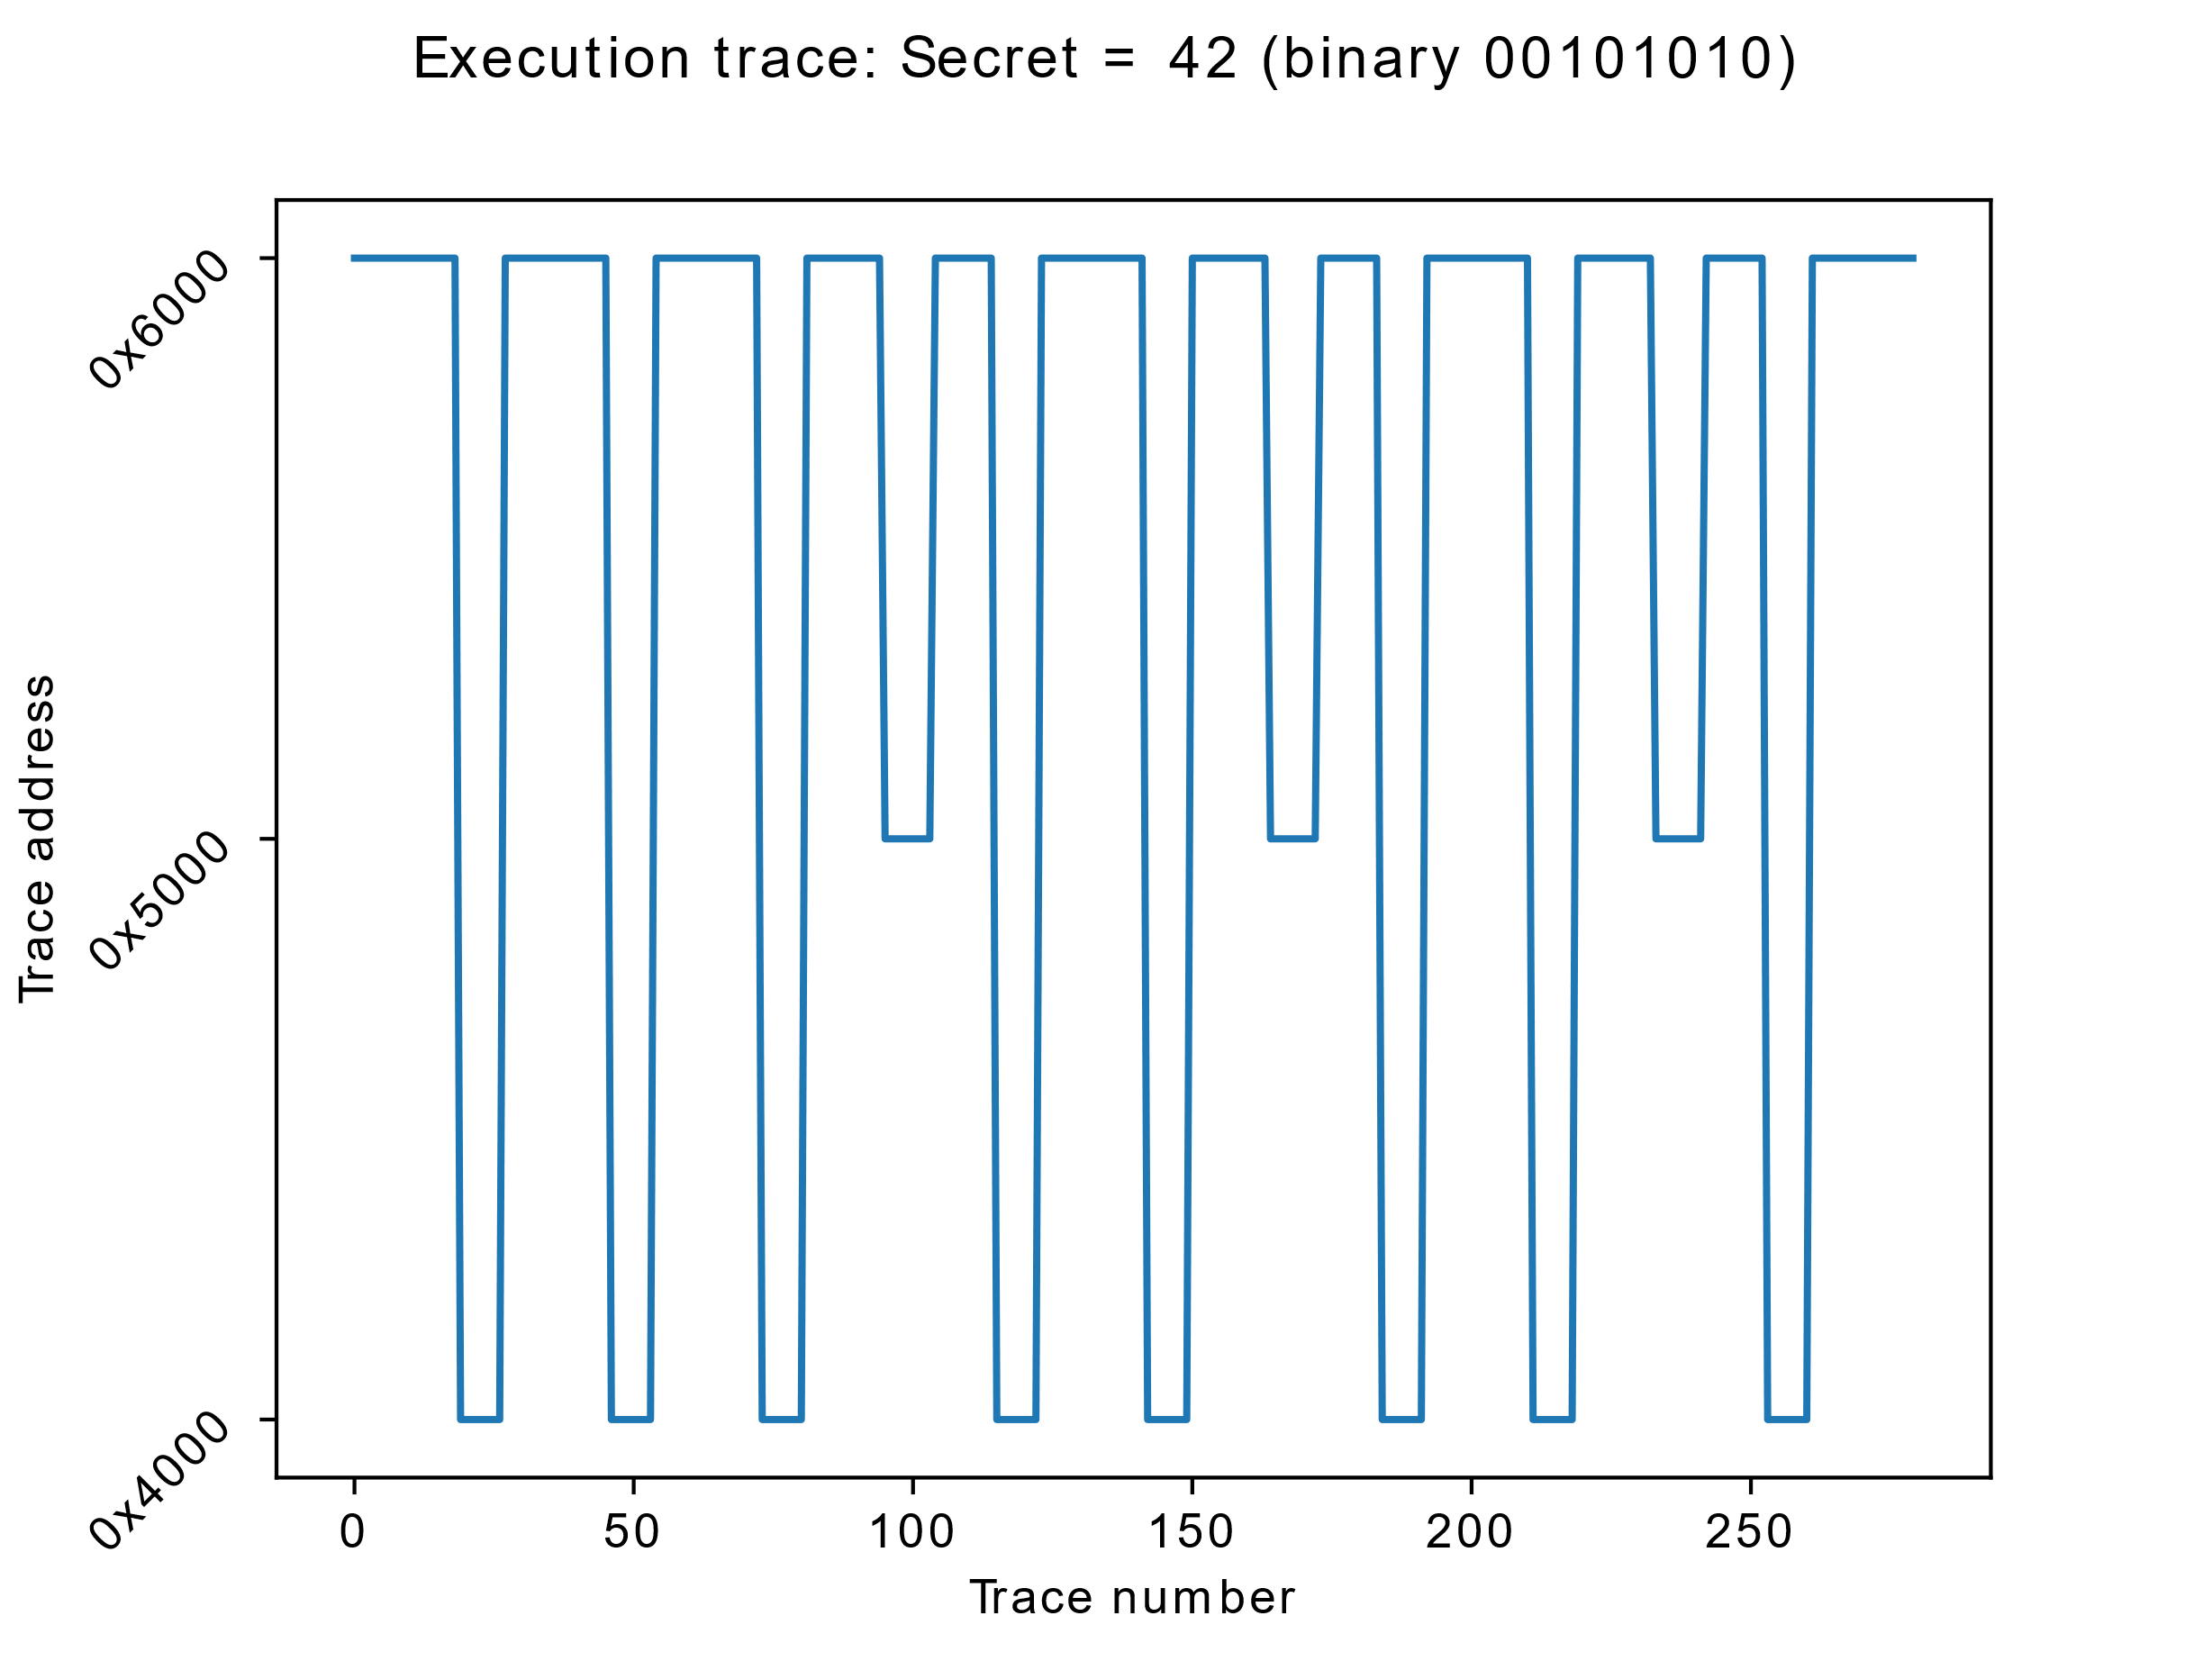 Execution trace: Secret = 42 (binary 00101010)
0x6000
0x5000
0x4000
Trace address
0 50 100 150 200 250
Trace number